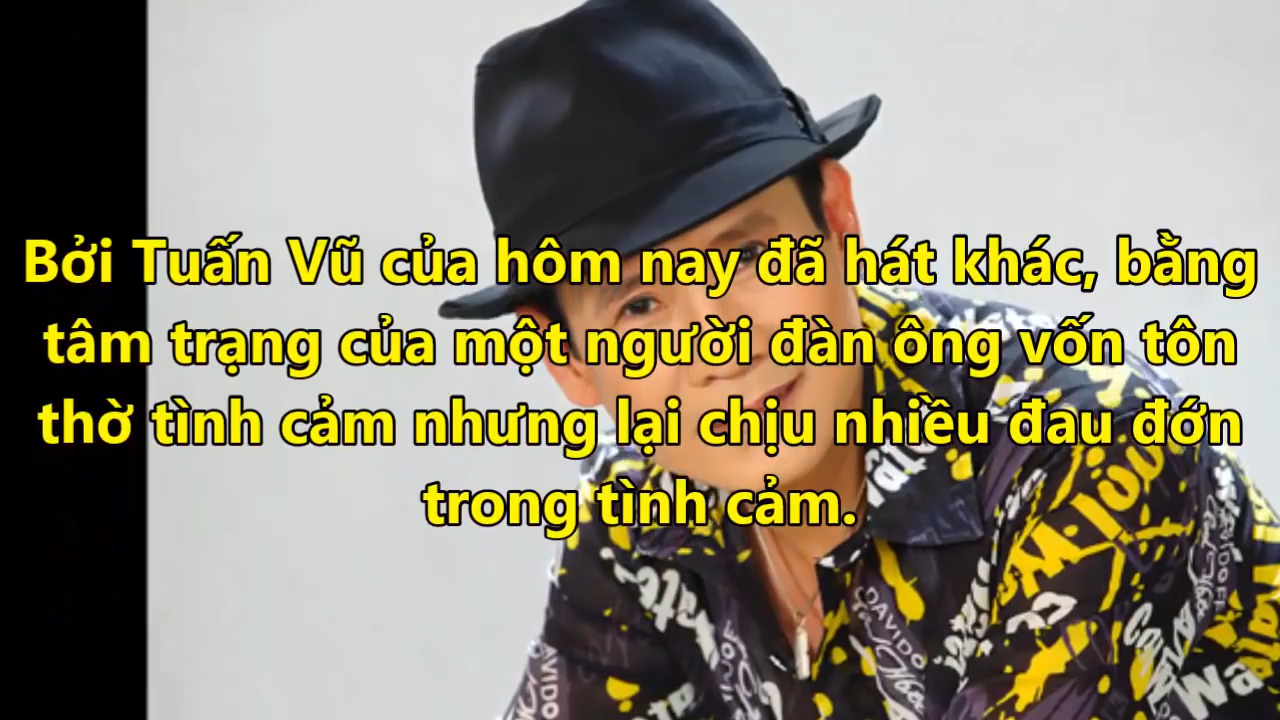 Bởi Tuấn Vũ của hôm nay đã hát khác, bằng
tâm trạng của một người đàn ông vốn tôn
thờ tình cảm nhưng lại chịu nhiều đau đớn
trong tình cảm.
DAVIDO